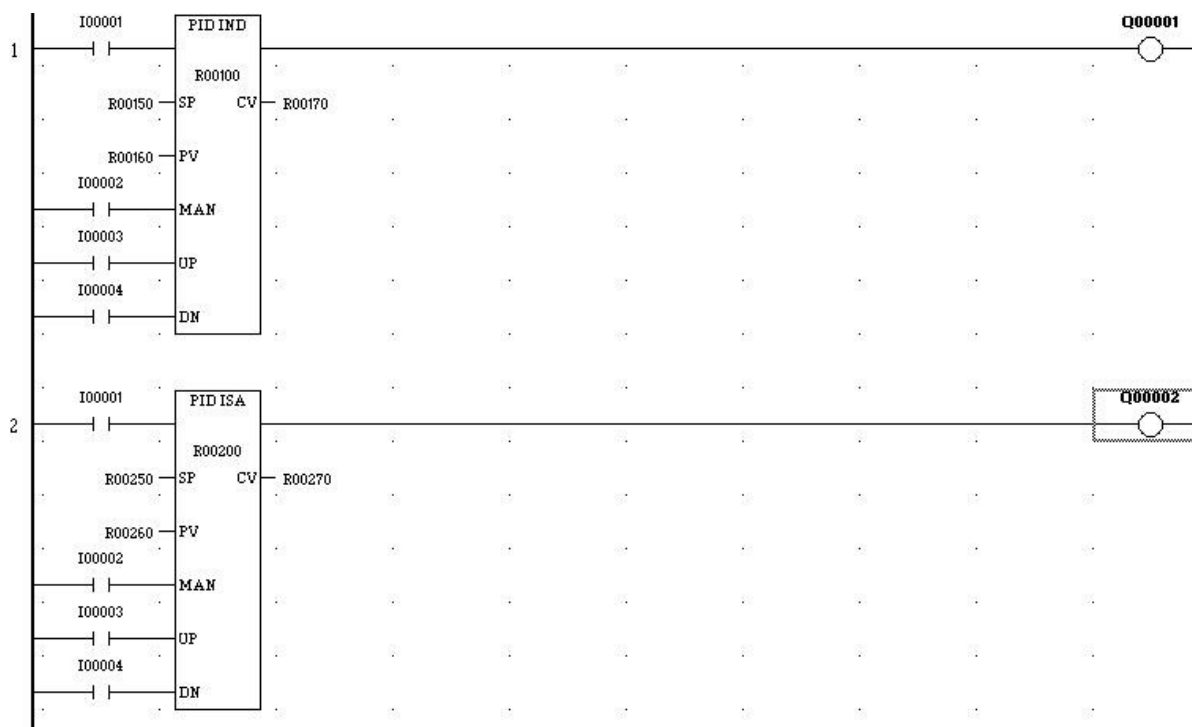 I00001 PID IND Q00001
1
R00100
R00150 SP CV R00170
R00160 PV
I00002
MAN
I00003
UP
I00004
DN
I00001 PID ISA Q00002
2
R00200
R00250 SP CV R00270
R00260 PV
I00002
MAN
I00003
UP
I00004
DN